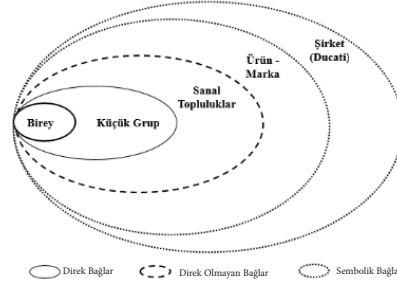 Şirket
(Ducati)
Ürün -
Marka
Sanal
Topluluklar
Birey
Küçük Grup
Direk Bağlar
Direk Olmayan Bağlar
Sembolik Bağla